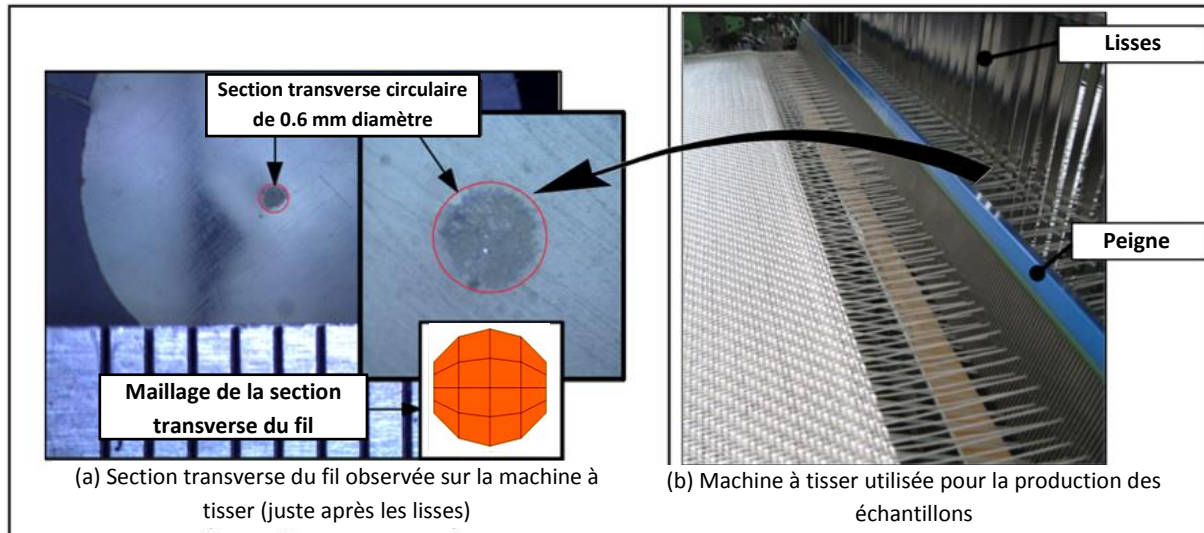 Section transverse circulaire
de 0.6 mm diamètre
Maillage de la section
transverse du fil
(a) Section transverse du fil observée sur la machine à
tisser (juste après les lisses)
Lisses
Peigne
(b) Machine à tisser utilisée pour la production des
échantillons